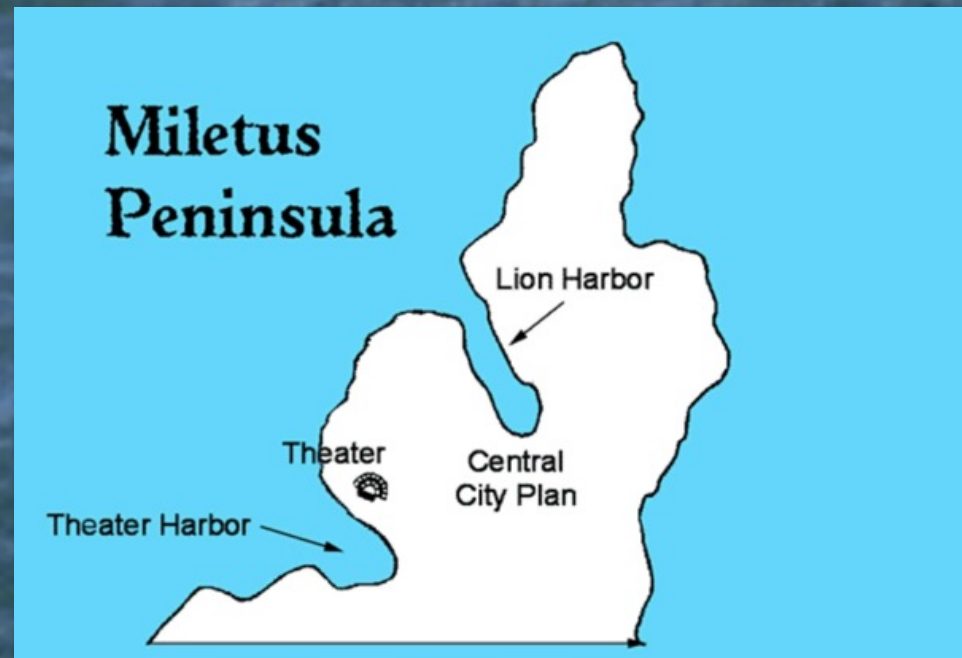 Miletus
Peninsula
Lion Harbor
Theater
Central
City Plan
Theater Harbor